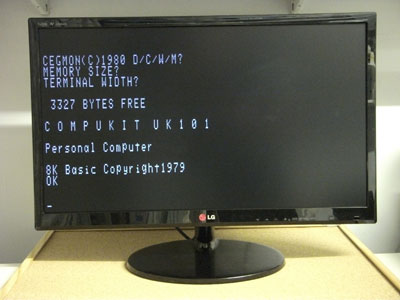 CEGMON(C)1980 D/C/W/M?
MEMORY SIZE?
TERMINAL WIDTH?
3327 BYTES FREE
C O M P U K I T  U K 1 0 1
Personal Computer
8K Basic Copyright1979
OK
_
LG